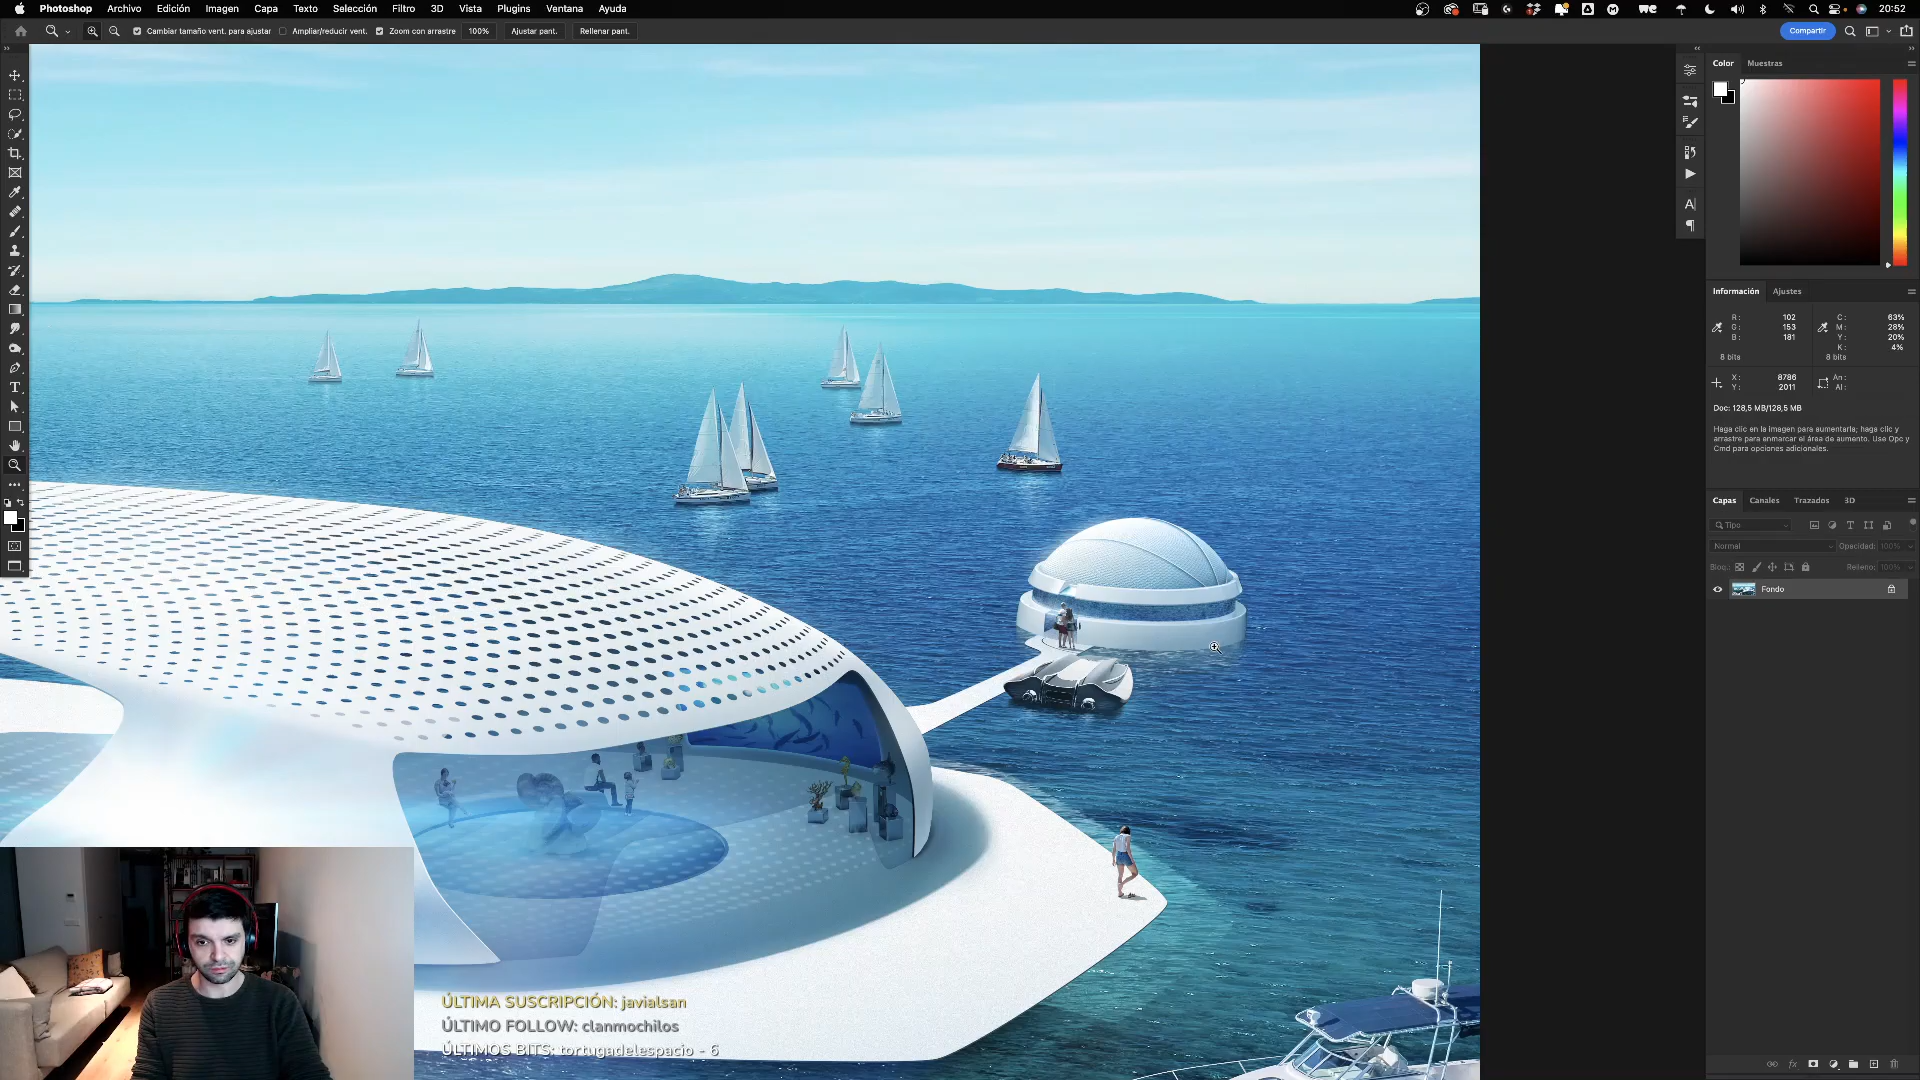 Photoshop Archivo Edición Imagen Capa Texto Selección Filtro 3D Vista Plugins Ventana Ayuda 20:52
Cambiar tamaño vent. para ajustar Ampliar/reducir vent. Zoom con arrastre 100% Ajustar pant. Rellenar pant. Compartir
Color Muestras
Información Ajustes
R: 102 C: 63%
G: 153 M: 28%
B: 181 Y: 20%
K: 4%
8 bits 8 bits
X: 8786 An:
Y: 2011 Al:
Doc: 128,5 MB/128,5 MB
Haga clic en la imagen para aumentarla; haga clic y
arrastre para enmarcar el área de aumento. Use Opc y
Cmd para opciones adicionales.
Capas Canales Trazados 3D
Tipo
Normal Opacidad: 100%
Bloq.: Relleno: 100%
Fondo
ÚLTIMA SUSCRIPCIÓN: javialsan
ÚLTIMO FOLLOW: clanmochilos
ÚLTIMOS BITS: tortugadelespacio - 6